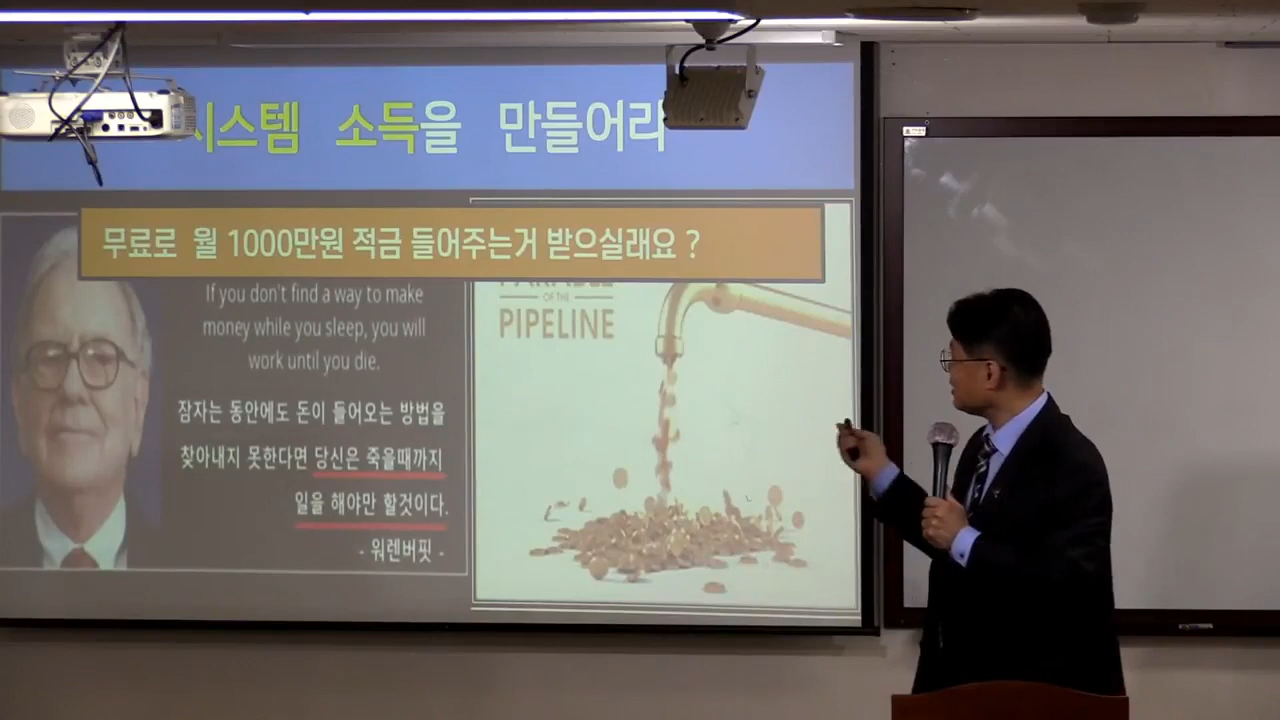 시스템 소득을 만들어라
무료로 월 1000만원 적금 들어주는거 받으실래요 ?
If you don't find a way to make
money while you sleep, you will
work until you die.
잠자는 동안에도 돈이 들어오는 방법을
찾아내지 못한다면 당신은 죽을때까지
일을 해야만 할것이다.
- 워렌버핏 -
OF THE
PIPELINE